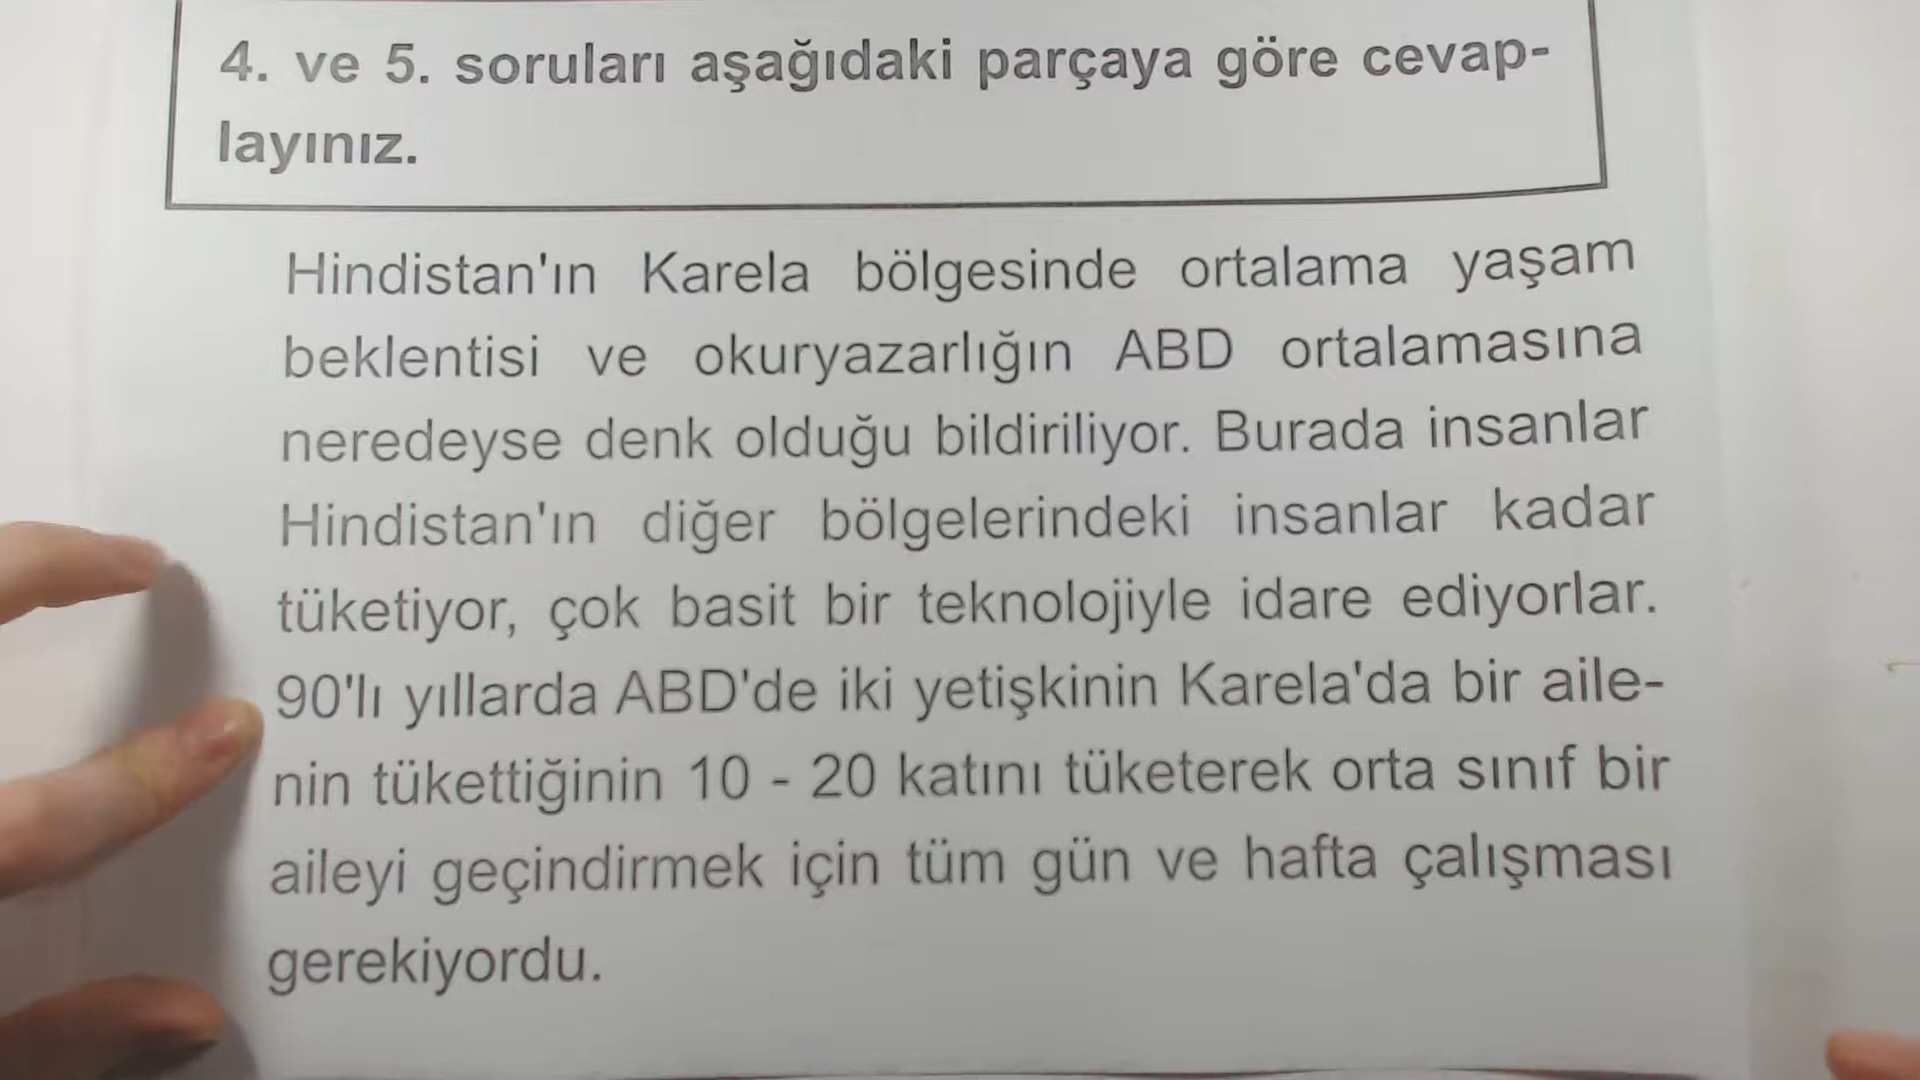 4. ve 5. soruları aşağıdaki parçaya göre cevap-
layınız.
Hindistan'ın Karela bölgesinde ortalama yaşam
beklentisi ve okuryazarlığın ABD ortalamasına
neredeyse denk olduğu bildiriliyor. Burada insanlar
Hindistan'ın diğer bölgelerindeki insanlar kadar
tüketiyor, çok basit bir teknolojiyle idare ediyorlar.
90'lı yıllarda ABD'de iki yetişkinin Karela'da bir aile-
nin tükettiğinin 10 - 20 katını tüketerek orta sınıf bir
aileyi geçindirmek için tüm gün ve hafta çalışması
gerekiyordu.